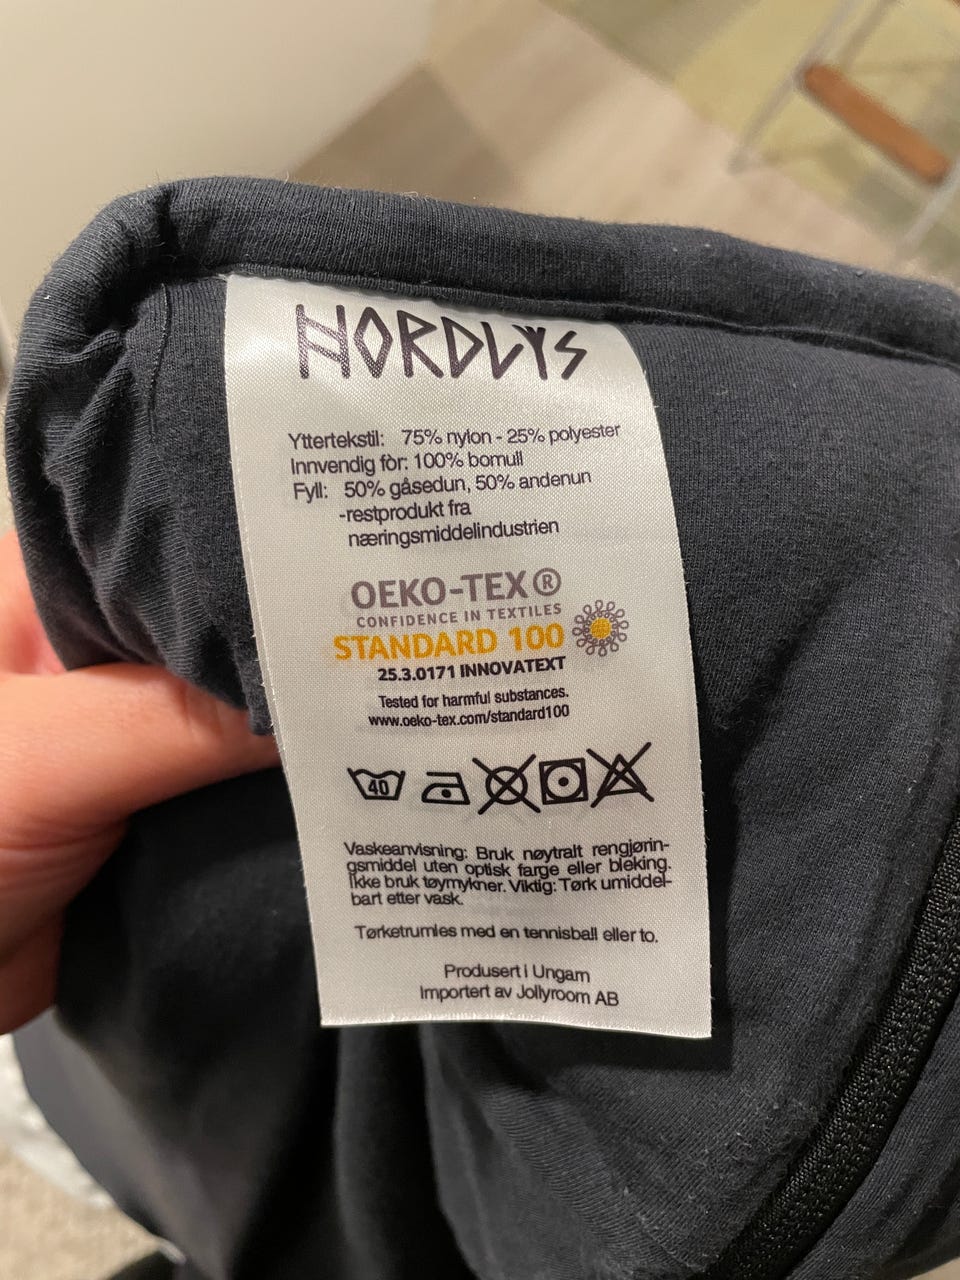 NORDLYS
Yttertekstil: 75% nylon - 25% polyester
Innvendig fòr: 100% bomull
Fyll: 50% gåsedun, 50% andenun
-restprodukt fra
næringsmiddelindustrien
OEKO-TEX®
CONFIDENCE IN TEXTILES
STANDARD 100
25.3.0171 INNOVATEXT
Tested for harmful substances.
www.oeko-tex.com/standard100
40
Vaskeanvisning: Bruk nøytralt rengjørin-
gsmiddel uten optisk farge eller bleking.
Ikke bruk tøymykner. Viktig: Tørk umiddel-
bart etter vask.
Tørketrumles med en tennisball eller to.
Produsert i Ungarn
Importert av Jollyroom AB